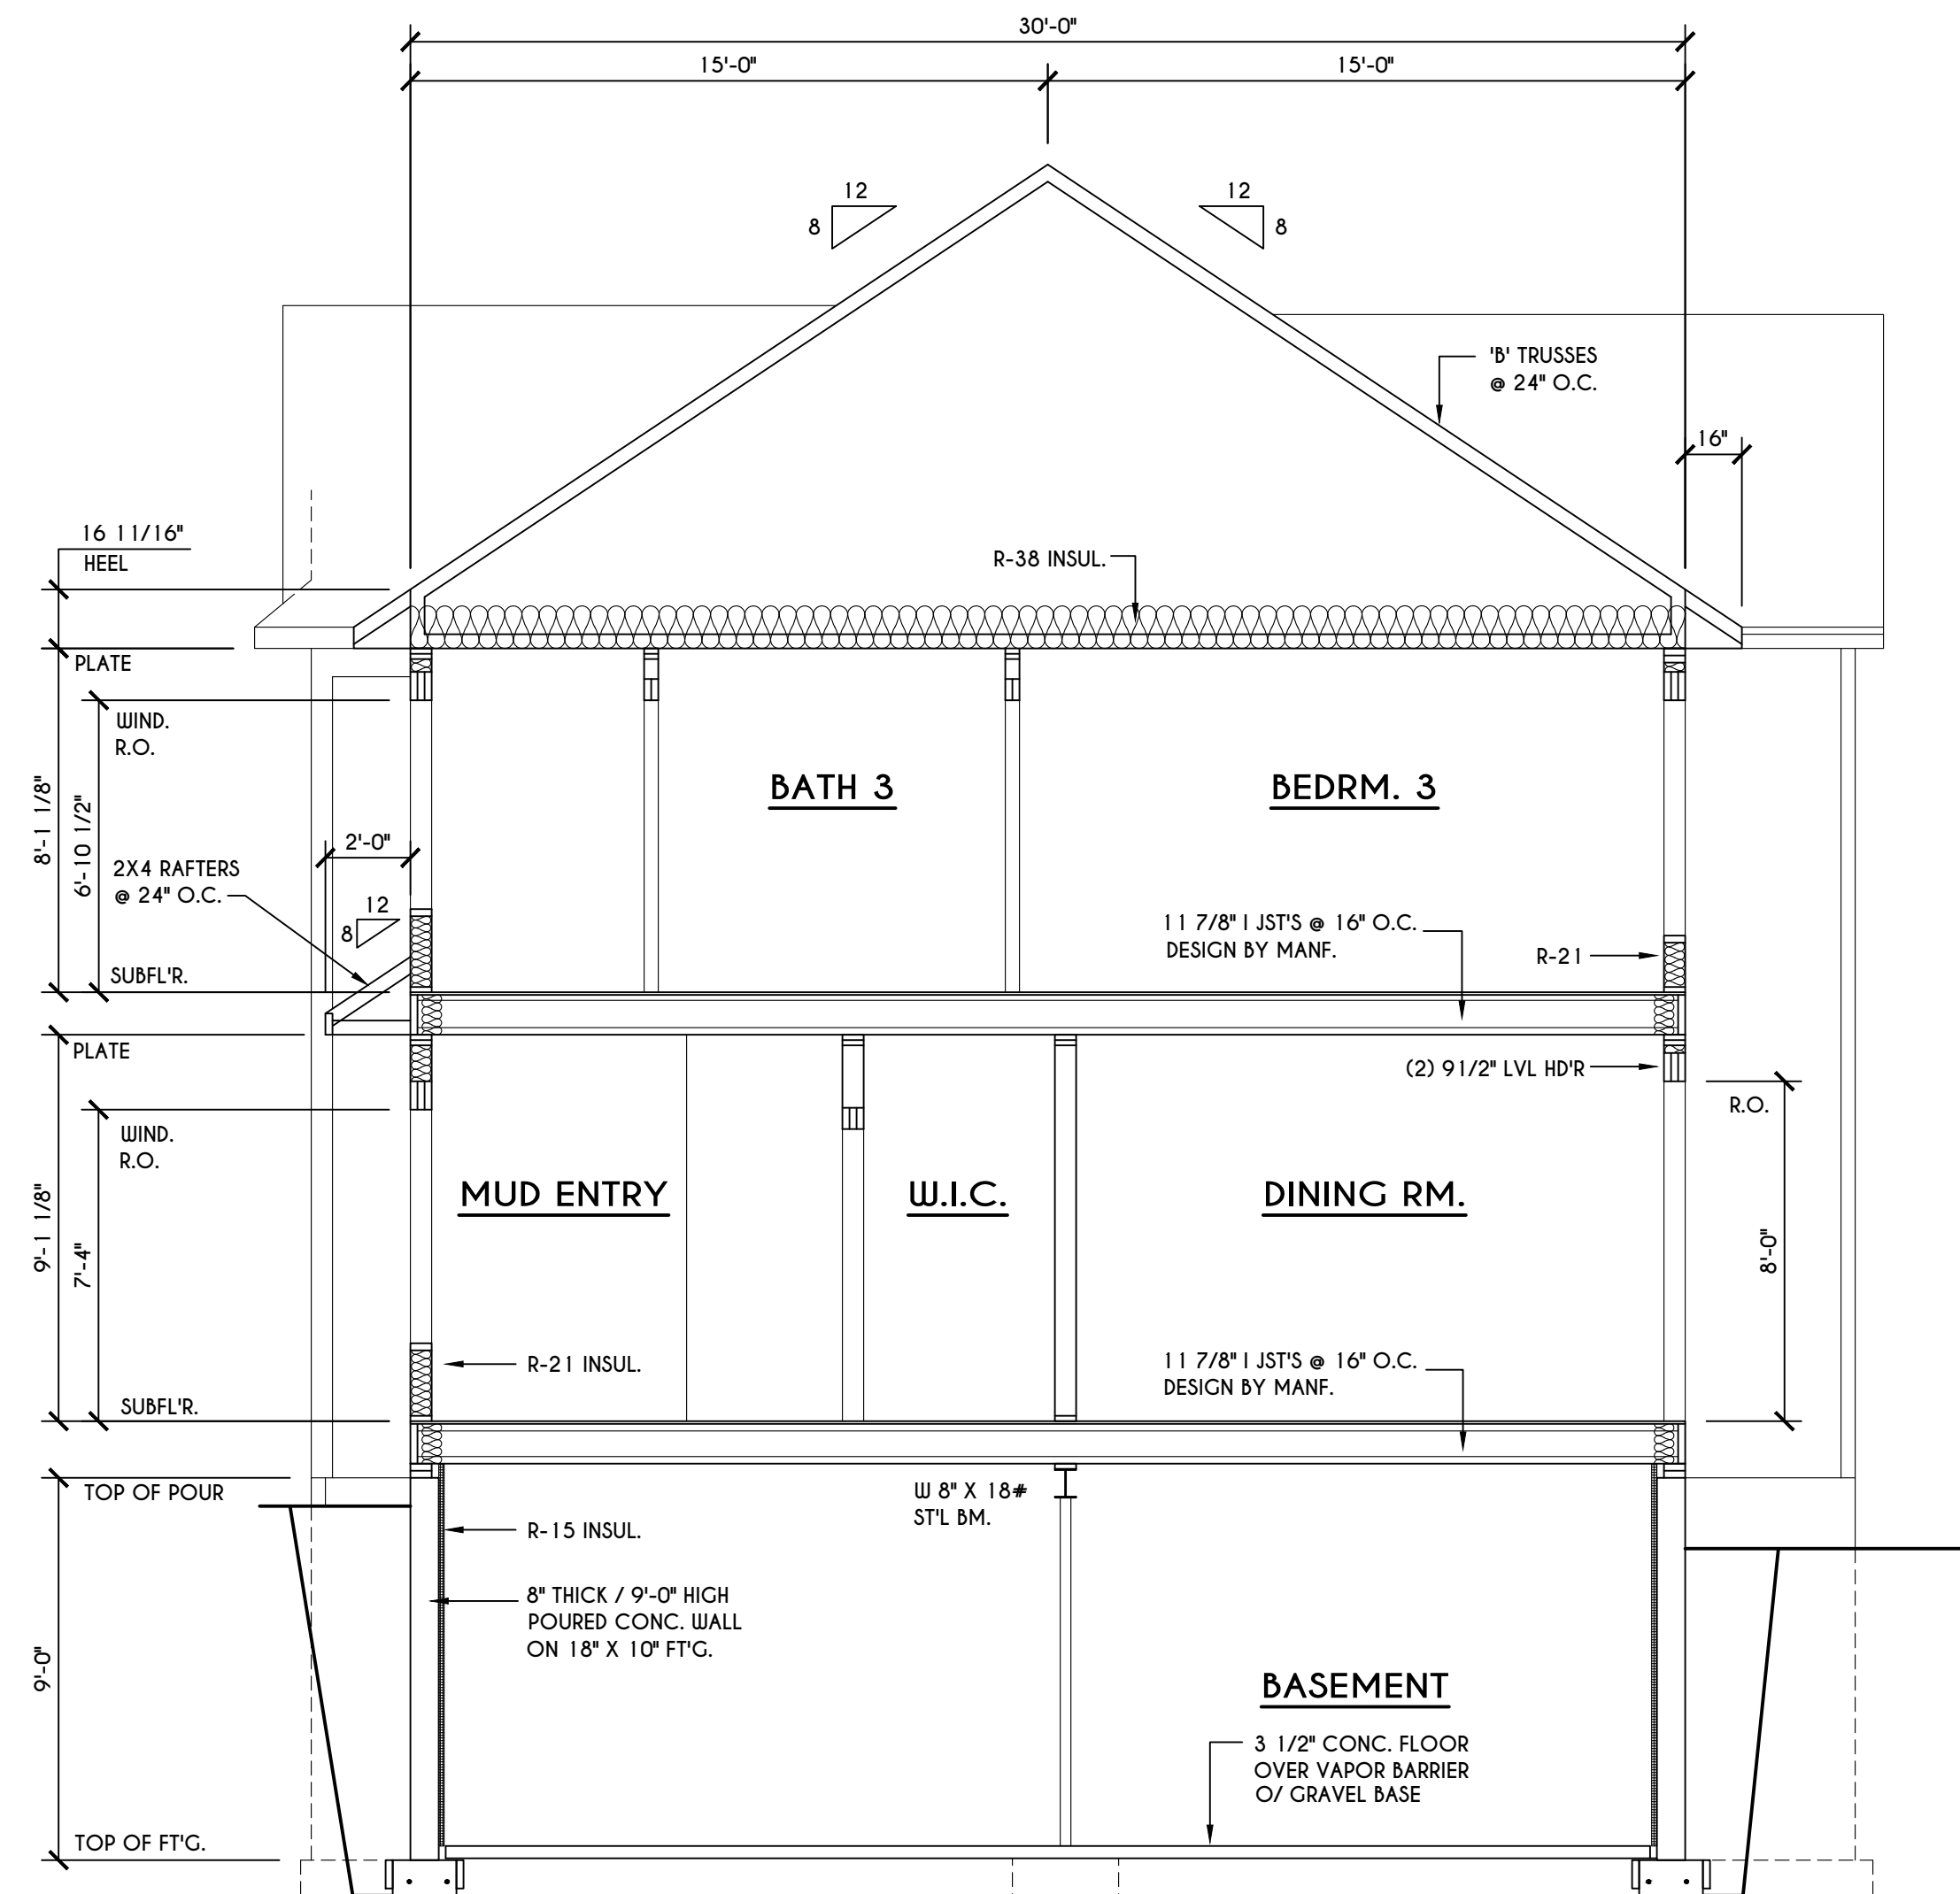 30'-0"
15'-0"
15'-0"
12
8
12
8
'B' TRUSSES
@ 24" O.C.
16"
16 11/16"
HEEL
R-38 INSUL.
PLATE
WIND.
R.O.
8'-1 1/8"
6'-10 1/2"
BATH 3
BEDRM. 3
2'-0"
2X4 RAFTERS
@ 24" O.C.
12
8
11 7/8" I JST'S @ 16" O.C.
DESIGN BY MANF.
R-21
SUBFL'R.
PLATE
(2) 91/2" LVL HD'R
R.O.
WIND.
R.O.
9'-1 1/8"
7'-4"
MUD ENTRY
W.I.C.
DINING RM.
8'-0"
R-21 INSUL.
11 7/8" I JST'S @ 16" O.C.
DESIGN BY MANF.
SUBFL'R.
TOP OF POUR
W 8" X 18#
ST'L BM.
R-15 INSUL.
8" THICK / 9'-0" HIGH
POURED CONC. WALL
ON 18" X 10" FT'G.
9'-0"
BASEMENT
3 1/2" CONC. FLOOR
OVER VAPOR BARRIER
O/ GRAVEL BASE
TOP OF FT'G.